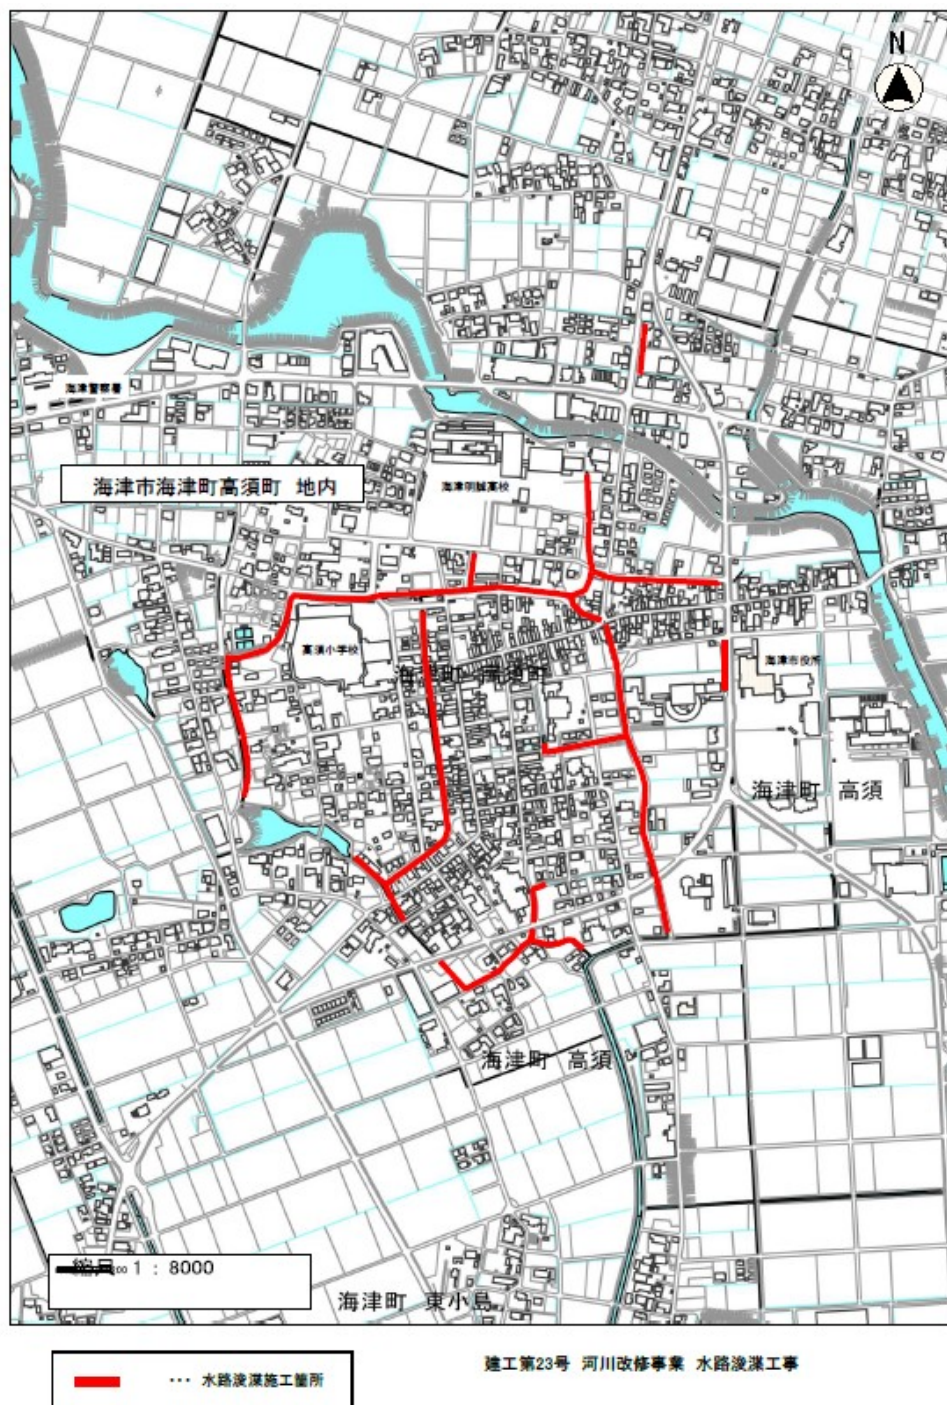 N
海津警察署
海津市海津町高須町 地内
海津明誠高校
高須小学校
海津町 高須町
海津市役所
海津町 高須
海津町 高須
縮尺 1 : 8000
海津町 東小島
建工第23号 河川改修事業 水路浚渫工事
… 水路浚渫施工箇所